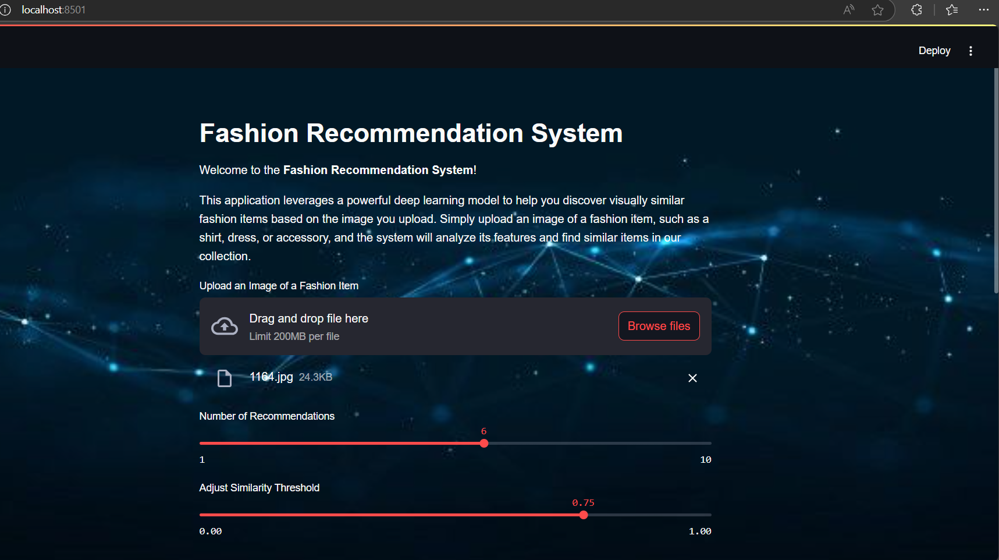 localhost:8501
Deploy
Fashion Recommendation System
Welcome to the Fashion Recommendation System!
This application leverages a powerful deep learning model to help you discover visually similar
fashion items based on the image you upload. Simply upload an image of a fashion item, such as a
shirt, dress, or accessory, and the system will analyze its features and find similar items in our
collection.
Upload an Image of a Fashion Item
Drag and drop file here
Limit 200MB per file
Browse files
1164.jpg 24.3KB
Number of Recommendations
6
1 10
Adjust Similarity Threshold
0.75
0.00 1.00